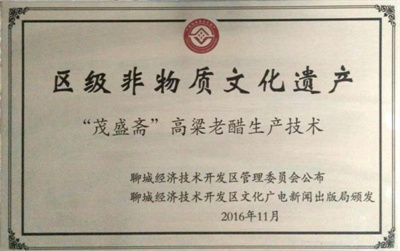 区级非物质文化遗产
“茂盛斋”高粱老醋生产技术
聊城经济技术开发区管理委员会公布
聊城经济技术开发区文化广电新闻出版局颁发
2016年11月